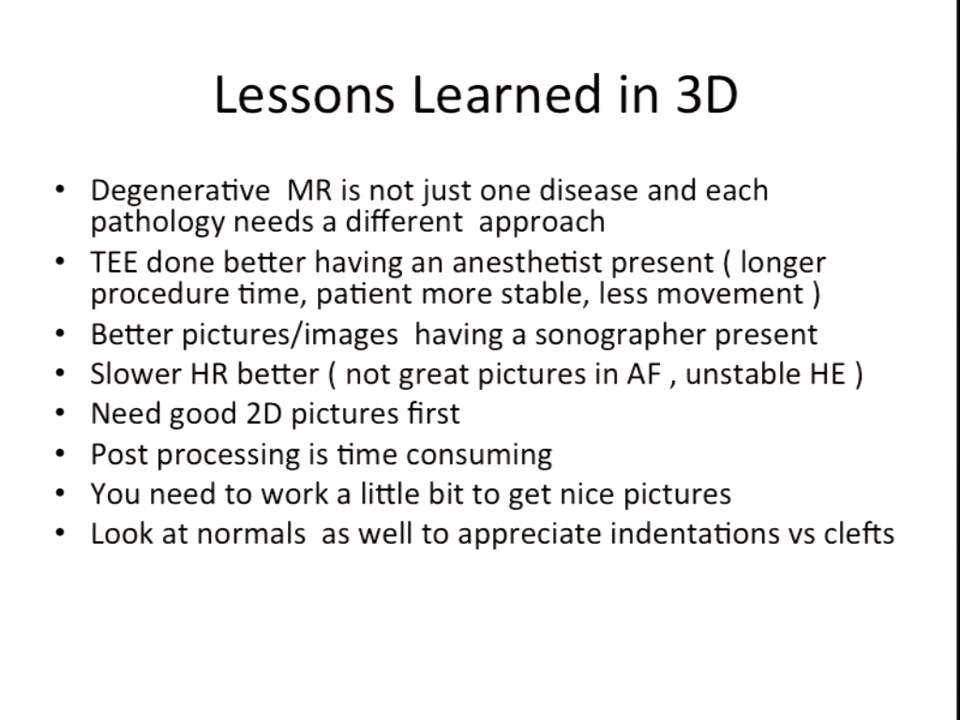 Lessons Learned in 3D
• Degenerative  MR is not just one disease and each
pathology needs a different  approach
• TEE done better having an anesthetist present ( longer
procedure time, patient more stable, less movement )
• Better pictures/images  having a sonographer present
• Slower HR better ( not great pictures in AF , unstable HE )
• Need good 2D pictures first
• Post processing is time consuming
• You need to work a little bit to get nice pictures
• Look at normals  as well to appreciate indentations vs clefts